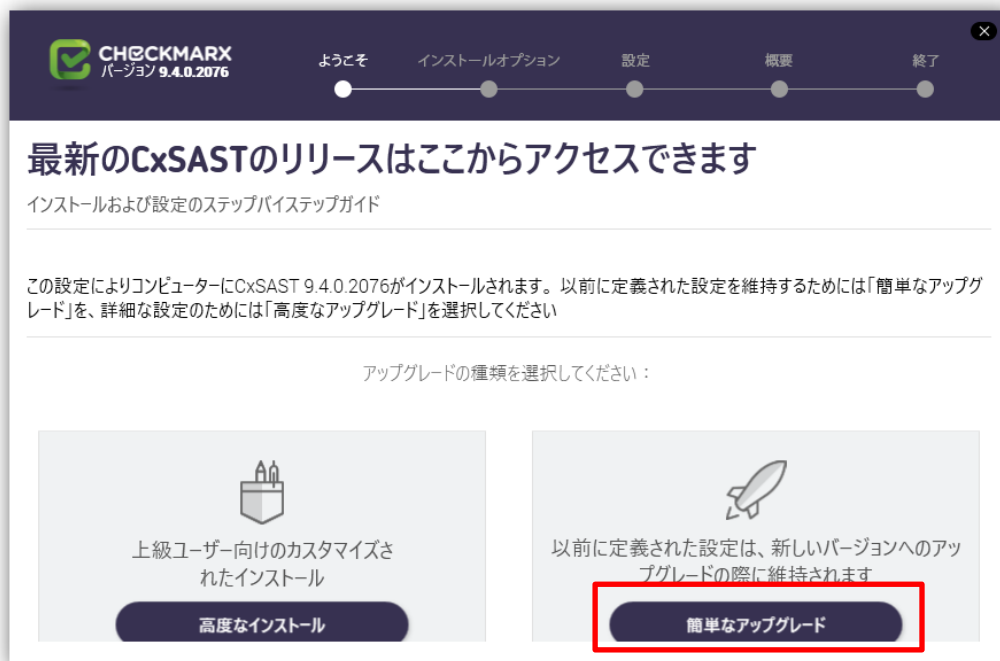 CHECKMARX
バージョン 9.4.0.2076
ようこそ
インストールオプション
設定
概要
終了
最新のCxSASTのリリースはここからアクセスできます
インストールおよび設定のステップバイステップガイド
この設定によりコンピューターにCxSAST 9.4.0.2076がインストールされます。以前に定義された設定を維持するためには「簡単なアップグ
レード」を、詳細な設定のためには「高度なアップグレード」を選択してください
アップグレードの種類を選択してください：
上級ユーザー向けのカスタマイズさ
れたインストール
高度なインストール
以前に定義された設定は、新しいバージョンへのアッ
プグレードの際に維持されます
簡単なアップグレード